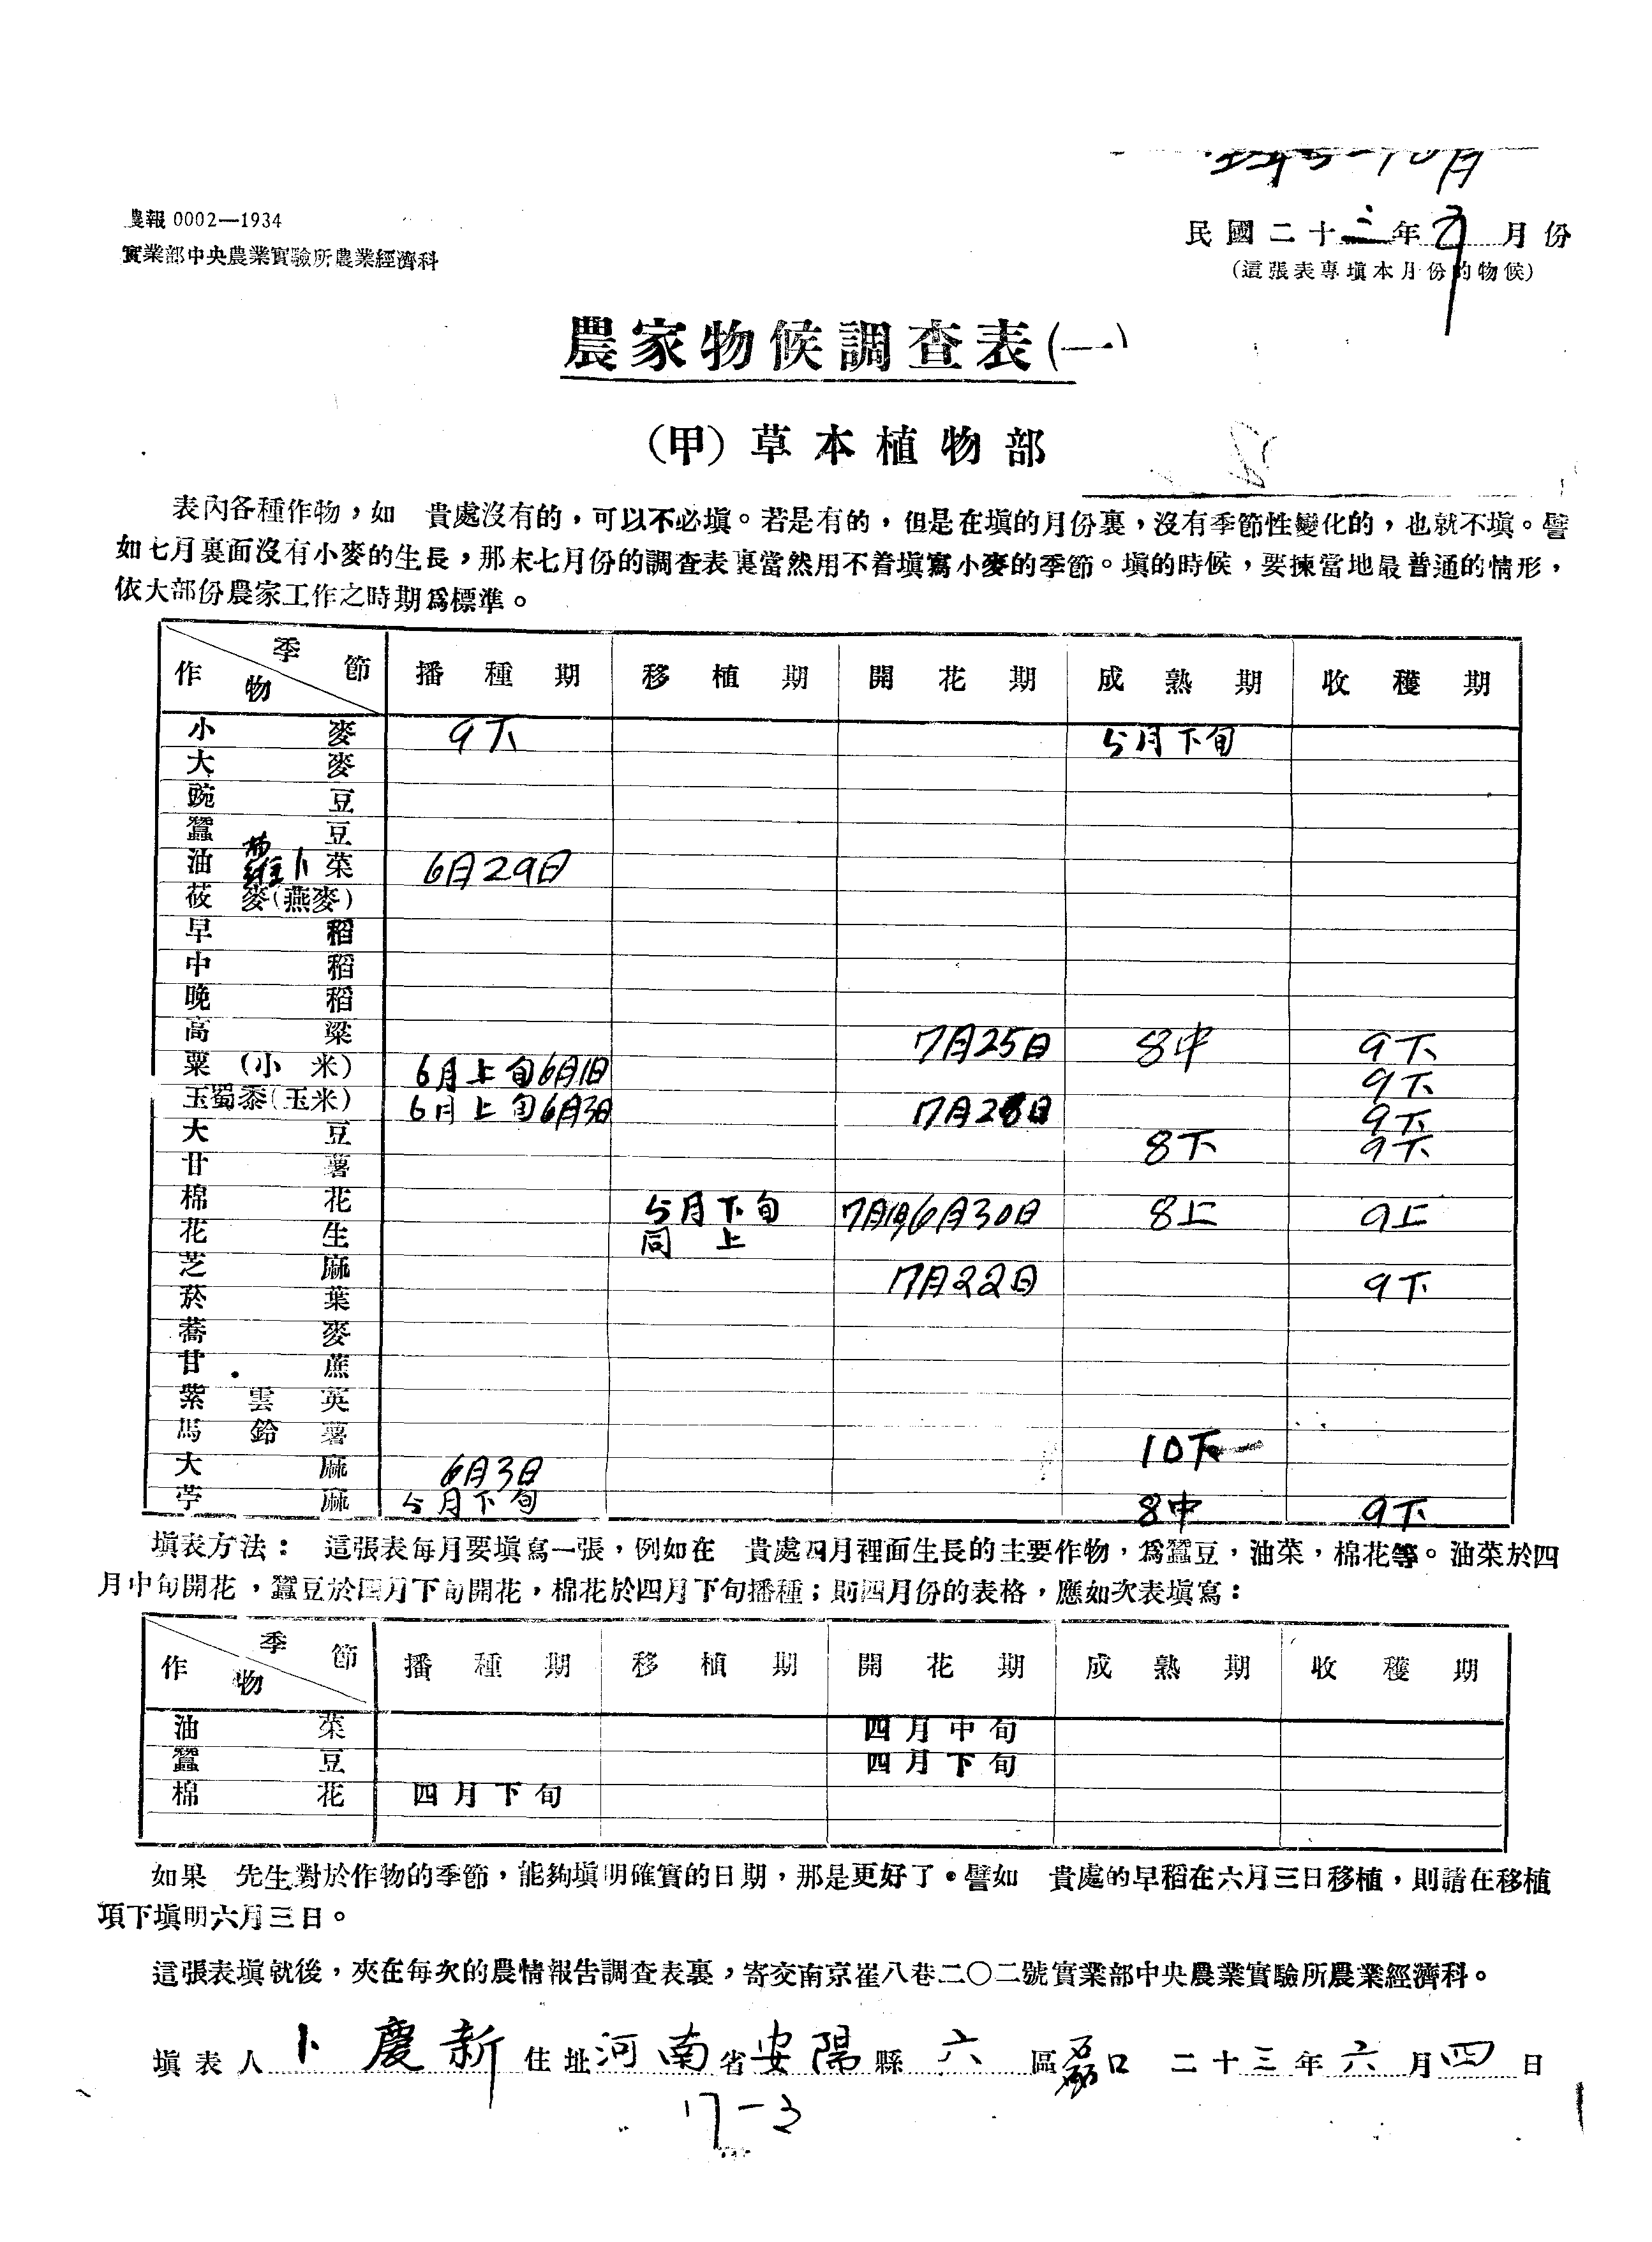 農報 0002—1934
實業部中央農業實驗所農業經濟科
民國二十三年 月份
(這張表專填本月份的物候)
農家物候調查表(一)
(甲)草本植物部
表內各種作物,如 貴處沒有的,可以不必填。若是有的,但是在填的月份裏,沒有季節性變化的,也就不填。譬
如七月裏面沒有小麥的生長,那末七月份的調查表裏當然用不着填寫小麥的季節。填的時候,要揀當地最普通的情形,
依大部份農家工作之時期爲標準。
季節 作物 播種期 移植期 開花期 成熟期 收穫期
小麥 9下 5月下旬
大麥
豌豆
蠶豆
油菜 卜 6月29日
莜麥(燕麥)
早稻
中稻
晚稻
高粱 7月25日 8中 9下
粟(小米) 6月上旬6月1日 9下
玉蜀黍(玉米) 6月上旬6月3日 7月28日 9下
大豆 8下 9下
甘薯
棉花 5月下旬 7月 6月30日 8上 9上
花生 同上
芝麻 7月22日 9下
菸葉
蕎麥
甘蔗
紫雲英
馬鈴薯 10下
大麻 6月3日
苧麻 5月下旬 8中 9下
填表方法: 這張表每月要填寫一張,例如在 貴處四月裡面生長的主要作物,爲蠶豆,油菜,棉花等。油菜於四
月中旬開花,蠶豆於四月下旬開花,棉花於四月下旬播種;則四月份的表格,應如次表填寫:
季節 作物 播種期 移植期 開花期 成熟期 收穫期
油菜 四月中旬
蠶豆 四月下旬
棉花 四月下旬
如果 先生對於作物的季節,能夠填明確實的日期,那是更好了。譬如 貴處的早稻在六月三日移植,則請在移植
項下填明六月三日。
這張表填就後,夾在每次的農情報告調查表裏,寄交南京崔八巷二〇二號實業部中央農業實驗所農業經濟科。
填表人 卜慶新 住址 河南省安陽縣六區磊口 二十三年六月四日
17-3